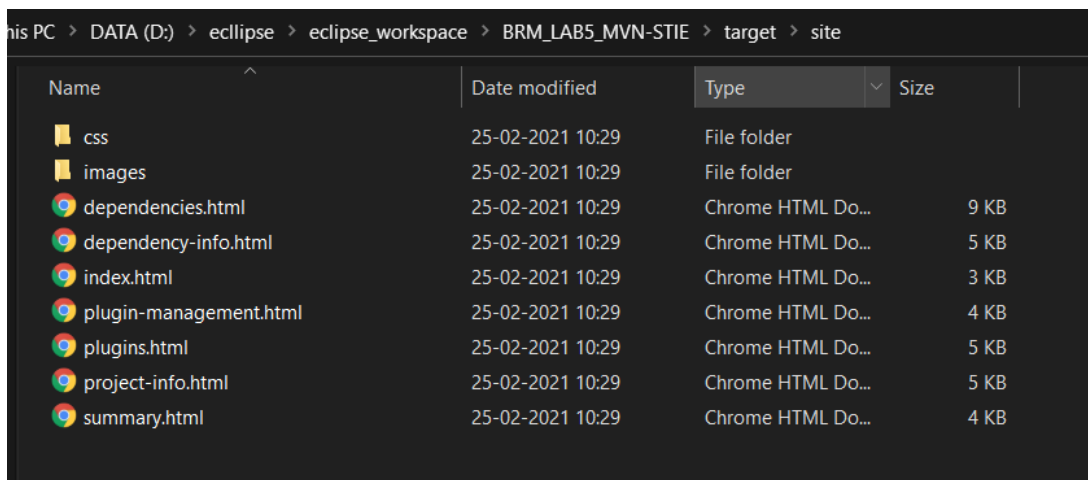 his PC > DATA (D:) > ecllipse > eclipse_workspace > BRM_LAB5_MVN-STIE > target > site
Name Date modified Type Size
css 25-02-2021 10:29 File folder
images 25-02-2021 10:29 File folder
dependencies.html 25-02-2021 10:29 Chrome HTML Do... 9 KB
dependency-info.html 25-02-2021 10:29 Chrome HTML Do... 5 KB
index.html 25-02-2021 10:29 Chrome HTML Do... 3 KB
plugin-management.html 25-02-2021 10:29 Chrome HTML Do... 4 KB
plugins.html 25-02-2021 10:29 Chrome HTML Do... 5 KB
project-info.html 25-02-2021 10:29 Chrome HTML Do... 5 KB
summary.html 25-02-2021 10:29 Chrome HTML Do... 4 KB